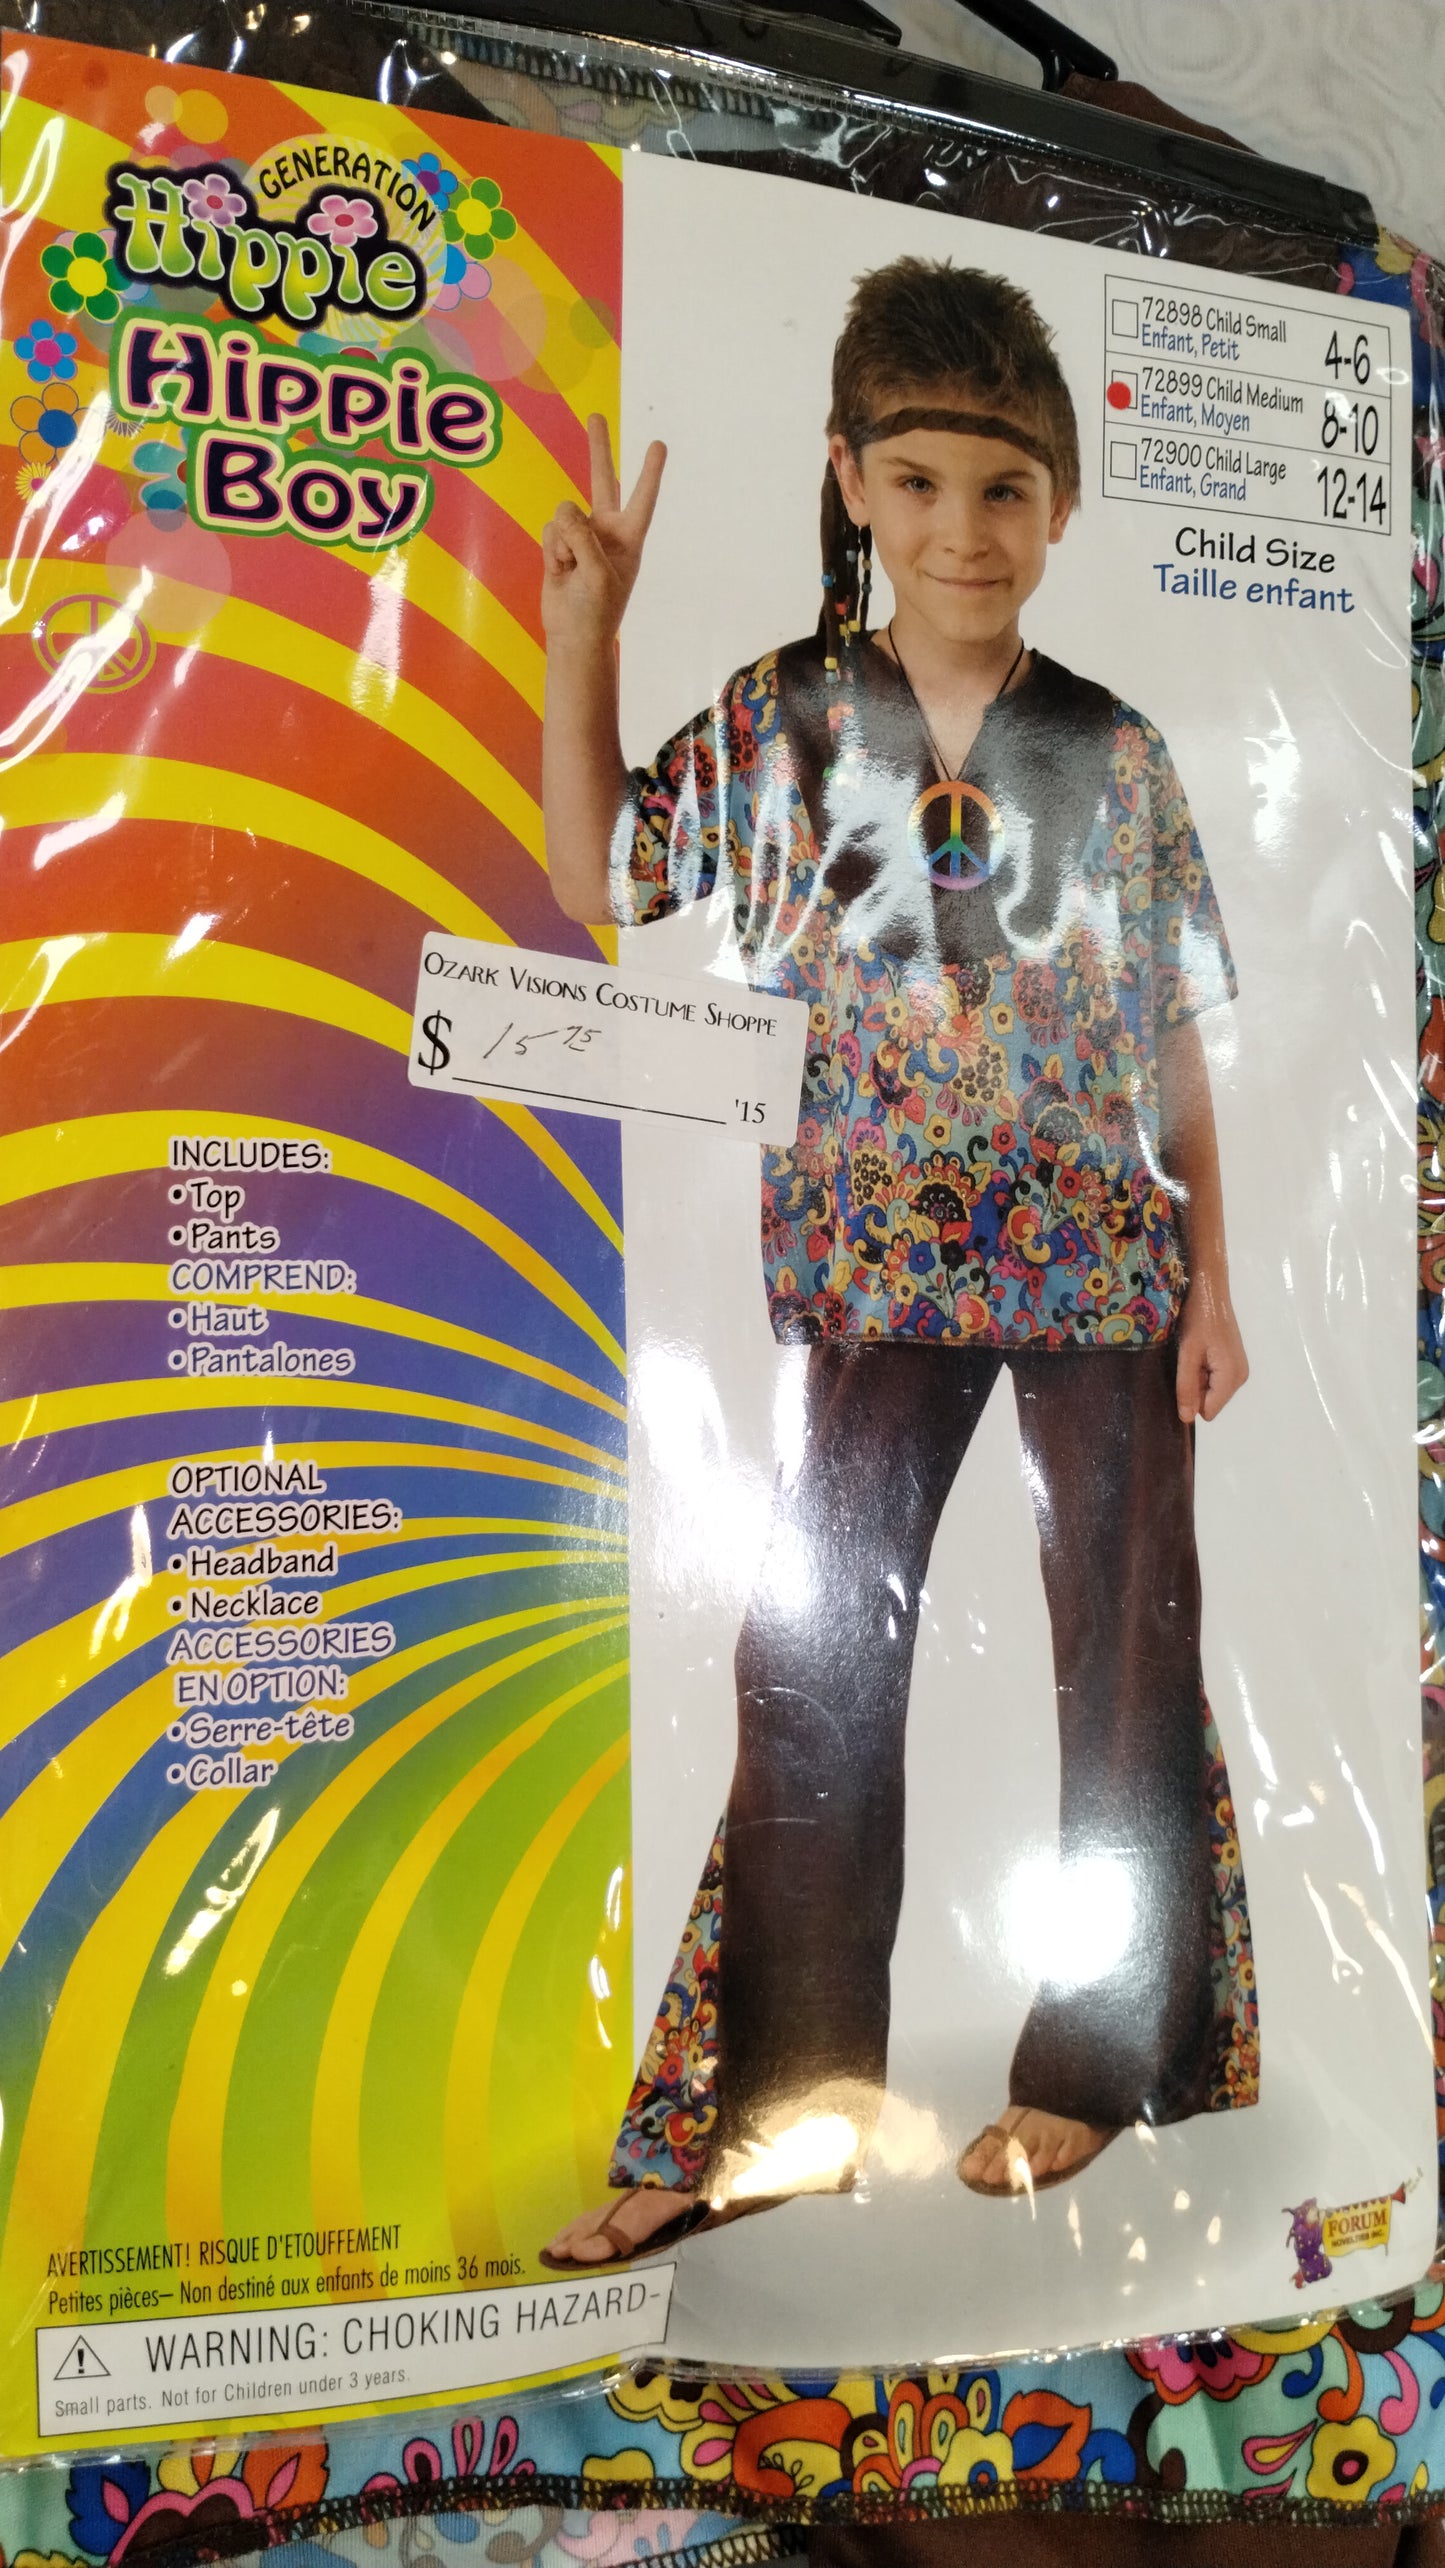 GENERATION
Hippie
Hippie
Boy
72898 Child Small 4-6
Enfant, Petit
72899 Child Medium 8-10
Enfant, Moyen
72900 Child Large 12-14
Enfant, Grand
Child Size
Taille enfant
OZARK VISIONS COSTUME SHOPPE
$ 15 75
'15
INCLUDES:
•Top
•Pants
COMPREND:
•Haut
•Pantalones
OPTIONAL
ACCESSORIES:
•Headband
•Necklace
ACCESSORIES
EN OPTION:
•Serre-tête
•Collar
AVERTISSEMENT! RISQUE D'ETOUFFEMENT
Petites pièces– Non destiné aux enfants de moins 36 mois.
WARNING: CHOKING HAZARD-
Small parts. Not for Children under 3 years.
FORUM
NOVELTIES INC.